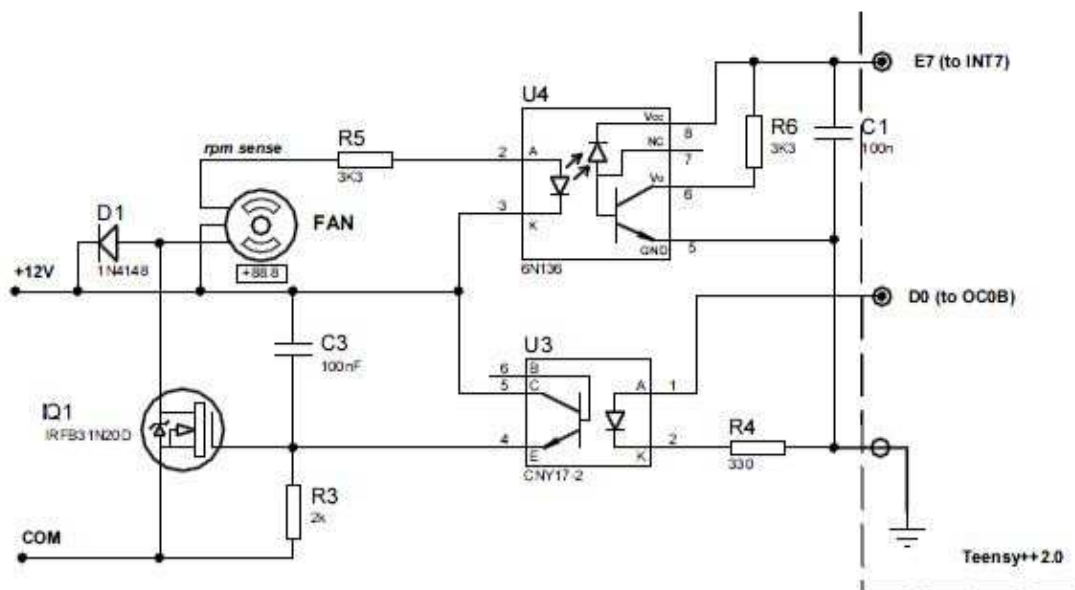 E7 (to INT7)
U4
Vcc
8
NC
7
Vo
6
GND
5
2
A
3
K
6N136
R6
3K3
C1
100n
rpm sense
R5
3K3
D1
1N4148
FAN
+88.8
+12V
D0 (to OC0B)
C3
100nF
U3
6
B
5
C
4
E
A
1
K
2
CNY17-2
R4
330
IQ1
IRFB31N20D
R3
2k
COM
Teensy++2.0